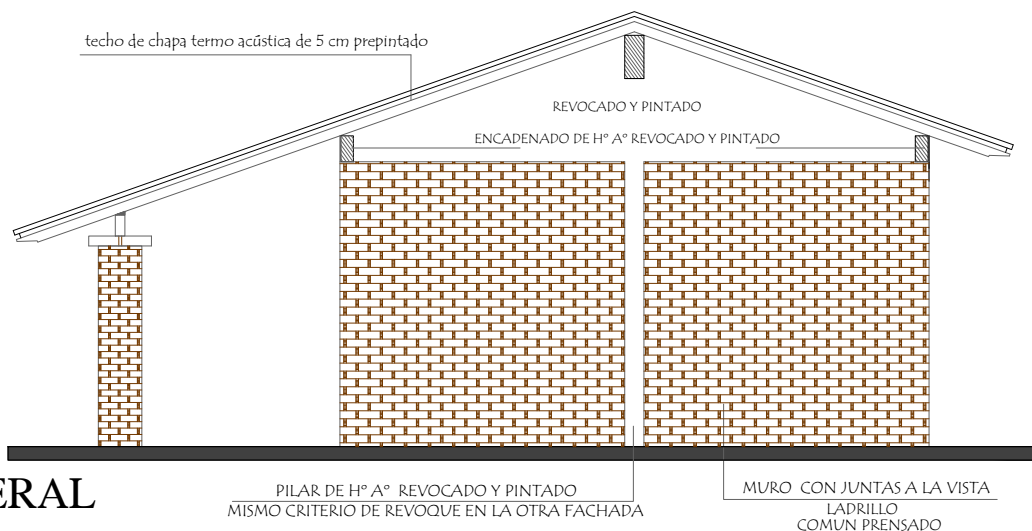 techo de chapa termo acústica de 5 cm prepintado
REVOCADO Y PINTADO
ENCADENADO DE Hº Aº REVOCADO Y PINTADO
ERAL
PILAR DE Hº Aº REVOCADO Y PINTADO
MISMO CRITERIO DE REVOQUE EN LA OTRA FACHADA
MURO CON JUNTAS A LA VISTA
LADRILLO
COMUN PRENSADO